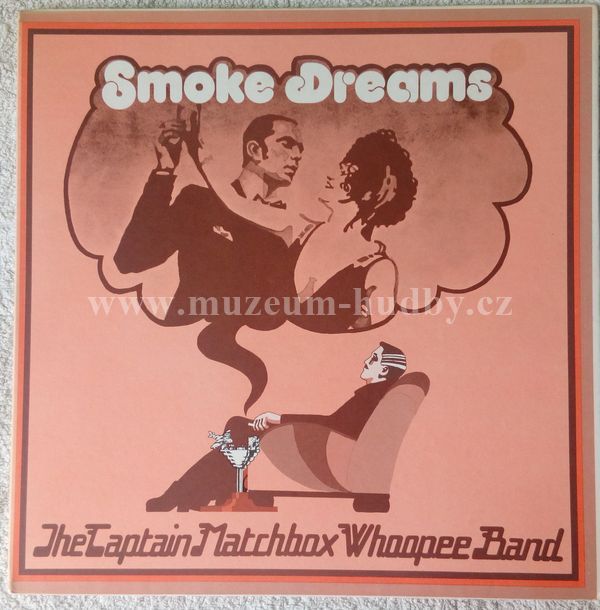 Smoke Dreams
www.muzeum-hudby.cz
The Captain Matchbox Whoopee Band